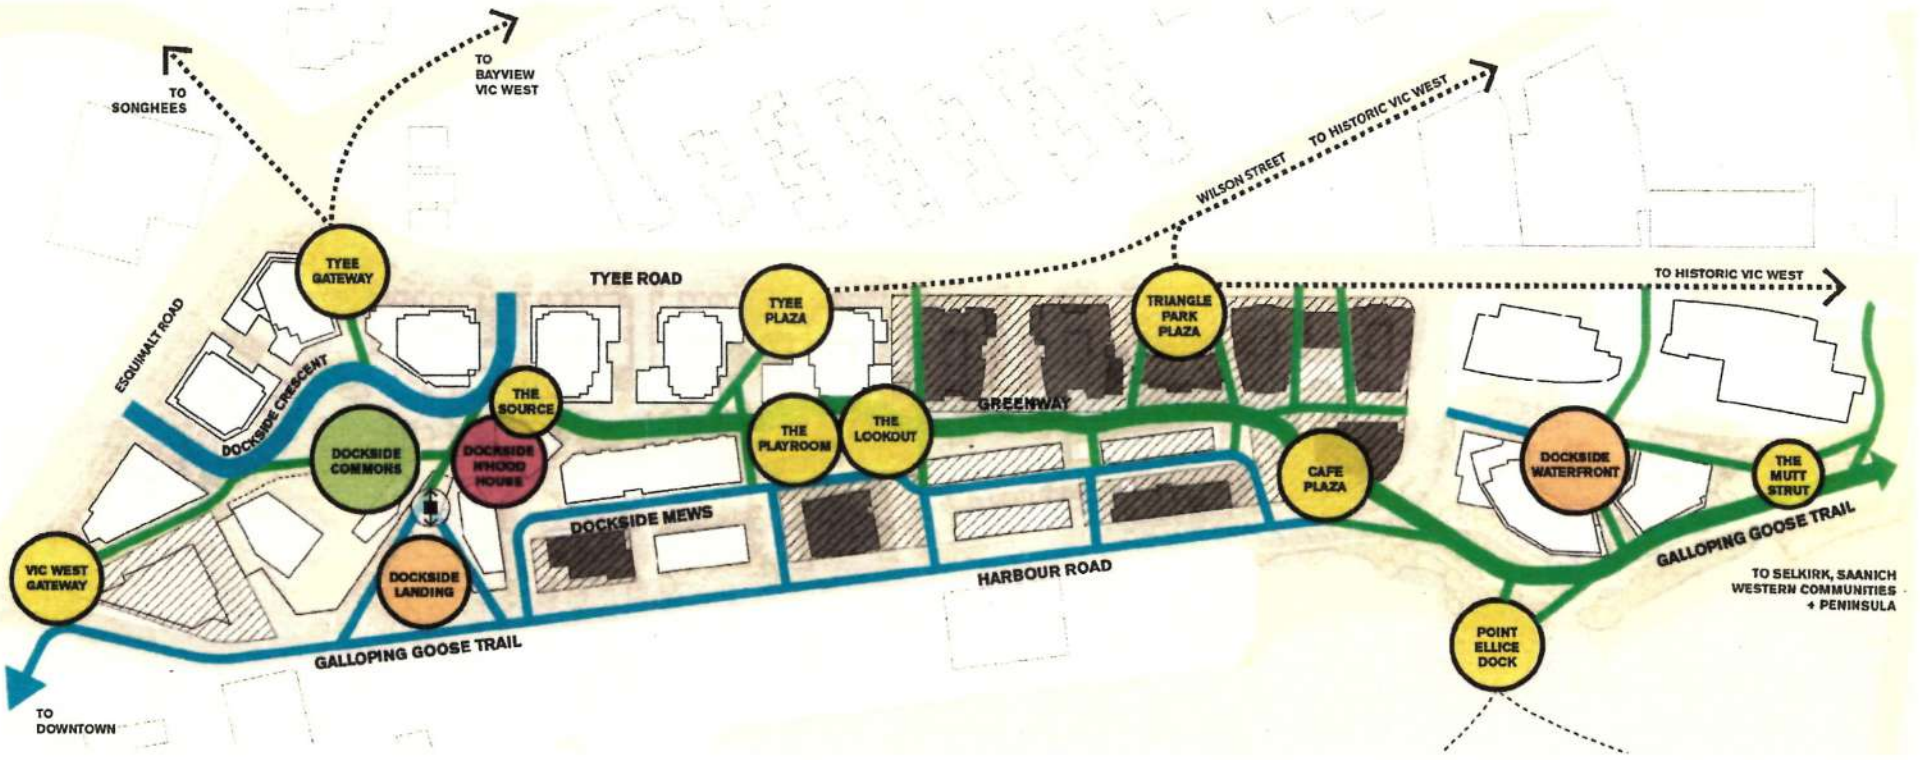 TO
SONGHEES
TO
BAYVIEW
VIC WEST
WILSON STREET
TO HISTORIC VIC WEST
TO HISTORIC VIC WEST
TYEE
GATEWAY
TYEE ROAD
TYEE
PLAZA
TRIANGLE
PARK
PLAZA
ESQUIMALT ROAD
DOCKSIDE CRESCENT
THE
SOURCE
GREENWAY
THE
PLAYROOM
THE
LOOKOUT
DOCKSIDE
COMMONS
DOCKSIDE
N'HOOD
HOUSE
CAFE
PLAZA
DOCKSIDE
WATERFRONT
THE
MUTT
STRUT
DOCKSIDE MEWS
GALLOPING GOOSE TRAIL
VIC WEST
GATEWAY
DOCKSIDE
LANDING
HARBOUR ROAD
TO SELKIRK, SAANICH
WESTERN COMMUNITIES
+ PENINSULA
GALLOPING GOOSE TRAIL
POINT
ELLICE
DOCK
TO
DOWNTOWN